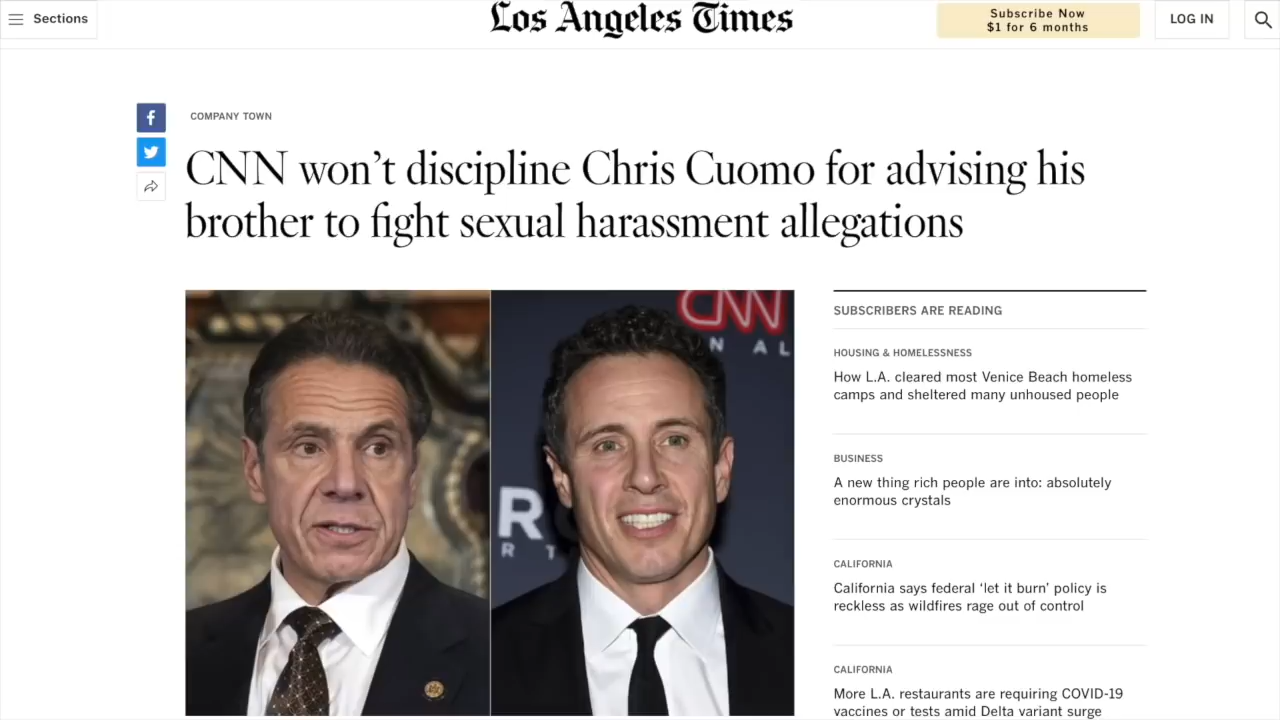 Sections
Los Angeles Times
Subscribe Now
$1 for 6 months
LOG IN
COMPANY TOWN
CNN won’t discipline Chris Cuomo for advising his
brother to fight sexual harassment allegations
CNN
N A L
R
R T
SUBSCRIBERS ARE READING
HOUSING & HOMELESSNESS
How L.A. cleared most Venice Beach homeless
camps and sheltered many unhoused people
BUSINESS
A new thing rich people are into: absolutely
enormous crystals
CALIFORNIA
California says federal ‘let it burn’ policy is
reckless as wildfires rage out of control
CALIFORNIA
More L.A. restaurants are requiring COVID-19
vaccines or tests amid Delta variant surge